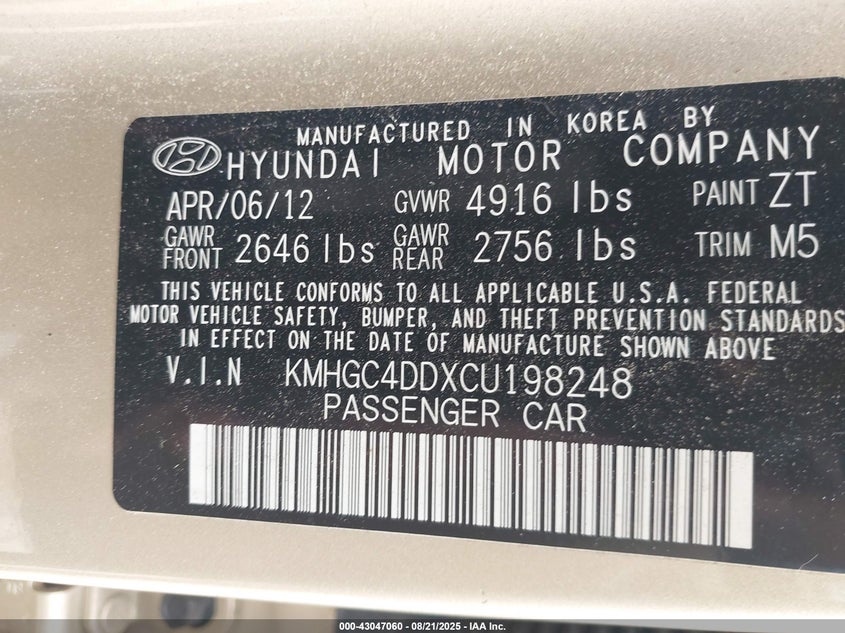 MANUFACTURED IN KOREA BY
HYUNDAI MOTOR COMPANY
APR/06/12 GVWR 4916 lbs PAINT ZT
GAWR FRONT 2646 lbs GAWR REAR 2756 lbs TRIM M5
THIS VEHICLE CONFORMS TO ALL APPLICABLE U.S.A. FEDERAL
MOTOR VEHICLE SAFETY, BUMPER, AND THEFT PREVENTION STANDARDS
IN EFFECT ON THE DATE OF MANUFACTURE SHOWN ABOVE
V.I.N KMHGC4DDXCU198248
PASSENGER CAR
000-43047060 - 08/21/2025 - IAA Inc.